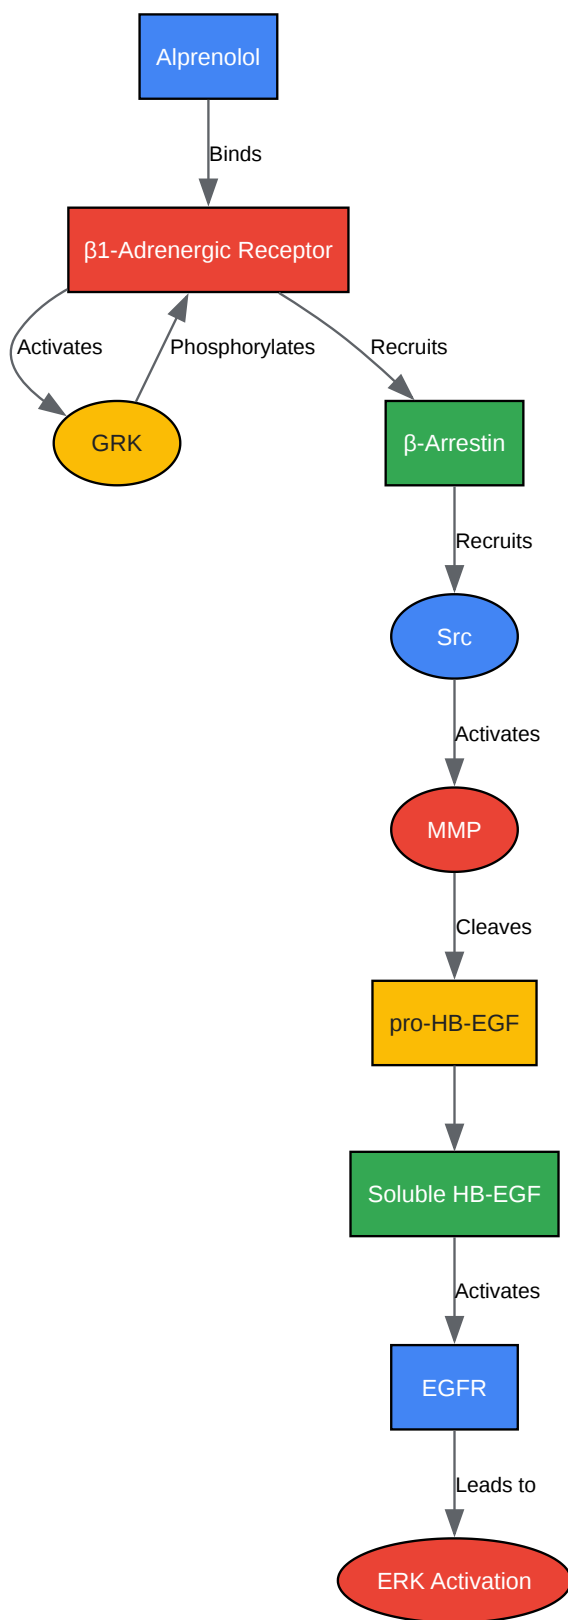 Alprenolol
Binds
β1-Adrenergic Receptor
Activates
Phosphorylates
Recruits
GRK
β-Arrestin
Recruits
Src
Activates
MMP
Cleaves
pro-HB-EGF
Soluble HB-EGF
Activates
EGFR
Leads to
ERK Activation